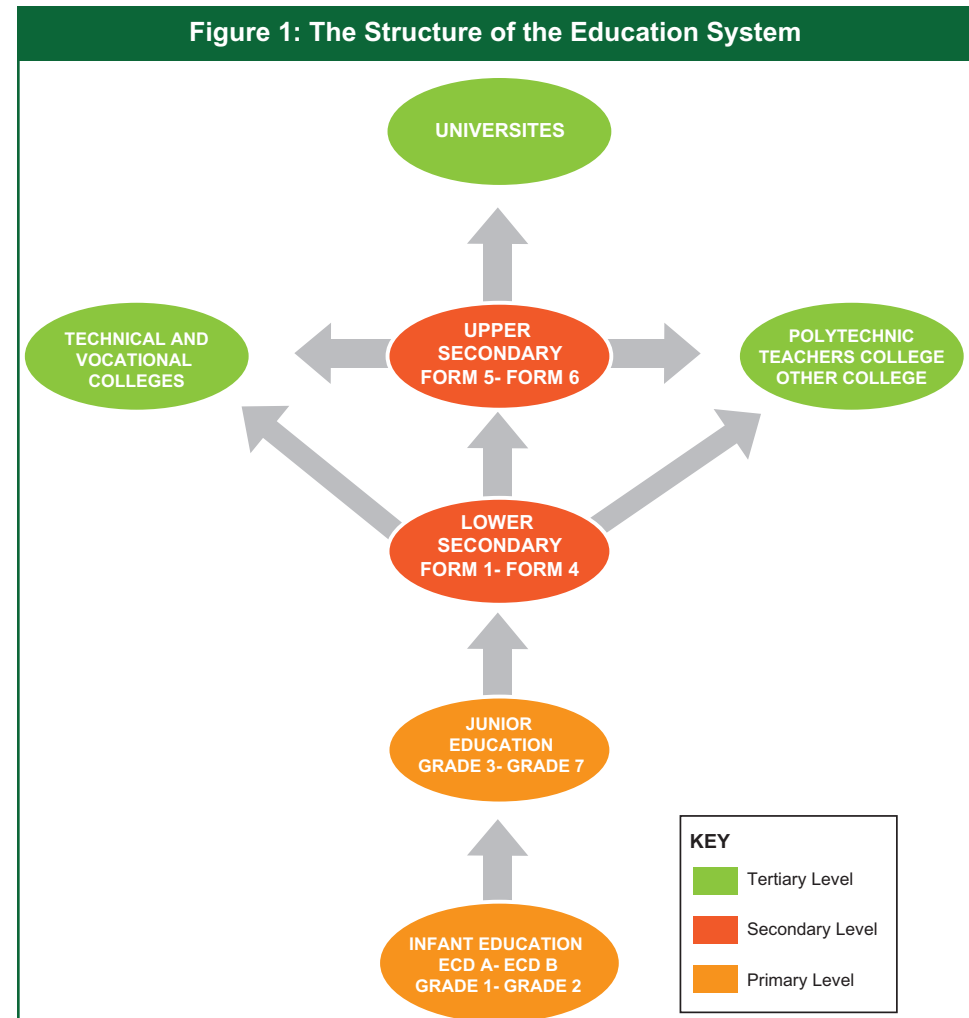 Figure 1: The Structure of the Education System
UNIVERSITES
TECHNICAL AND
VOCATIONAL
COLLEGES
UPPER
SECONDARY
FORM 5- FORM 6
POLYTECHNIC
TEACHERS COLLEGE
OTHER COLLEGE
LOWER
SECONDARY
FORM 1- FORM 4
JUNIOR
EDUCATION
GRADE 3- GRADE 7
INFANT EDUCATION
ECD A- ECD B
GRADE 1- GRADE 2
KEY
Tertiary Level
Secondary Level
Primary Level